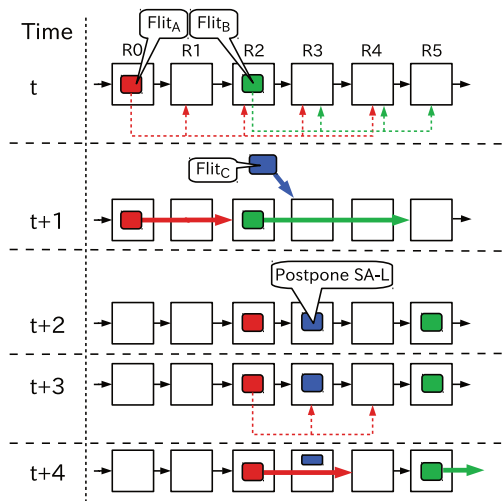 Time
Flit_A
Flit_B
R0 R1 R2 R3 R4 R5
t
Flit_C
t+1
Postpone SA-L
t+2
t+3
t+4